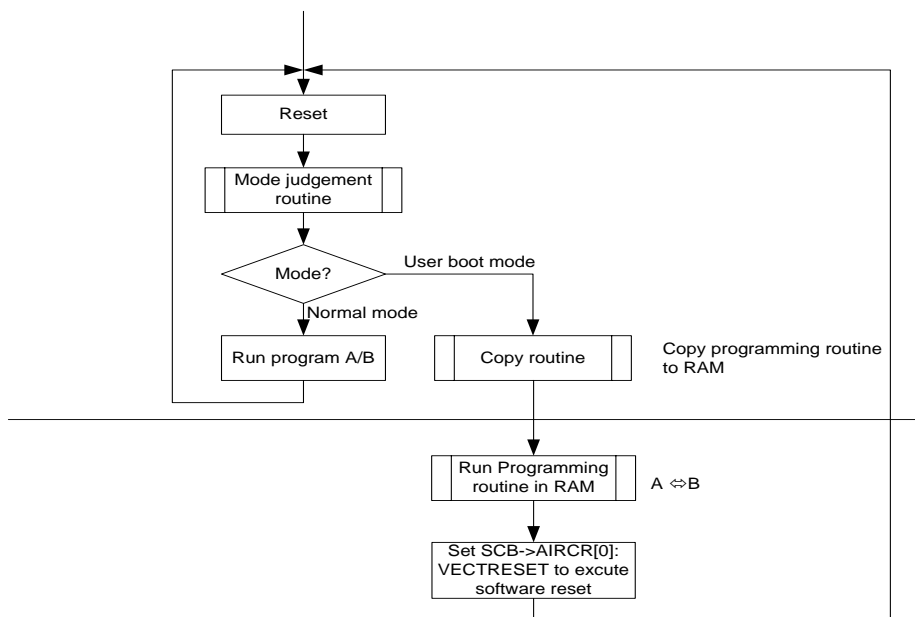 Reset
Mode judgement
routine
Mode?
User boot mode
Normal mode
Run program A/B
Copy routine
Copy programming routine
to RAM
Run Programming
routine in RAM
A ⇔B
Set SCB->AIRCR[0]:
VECTRESET to excute
software reset